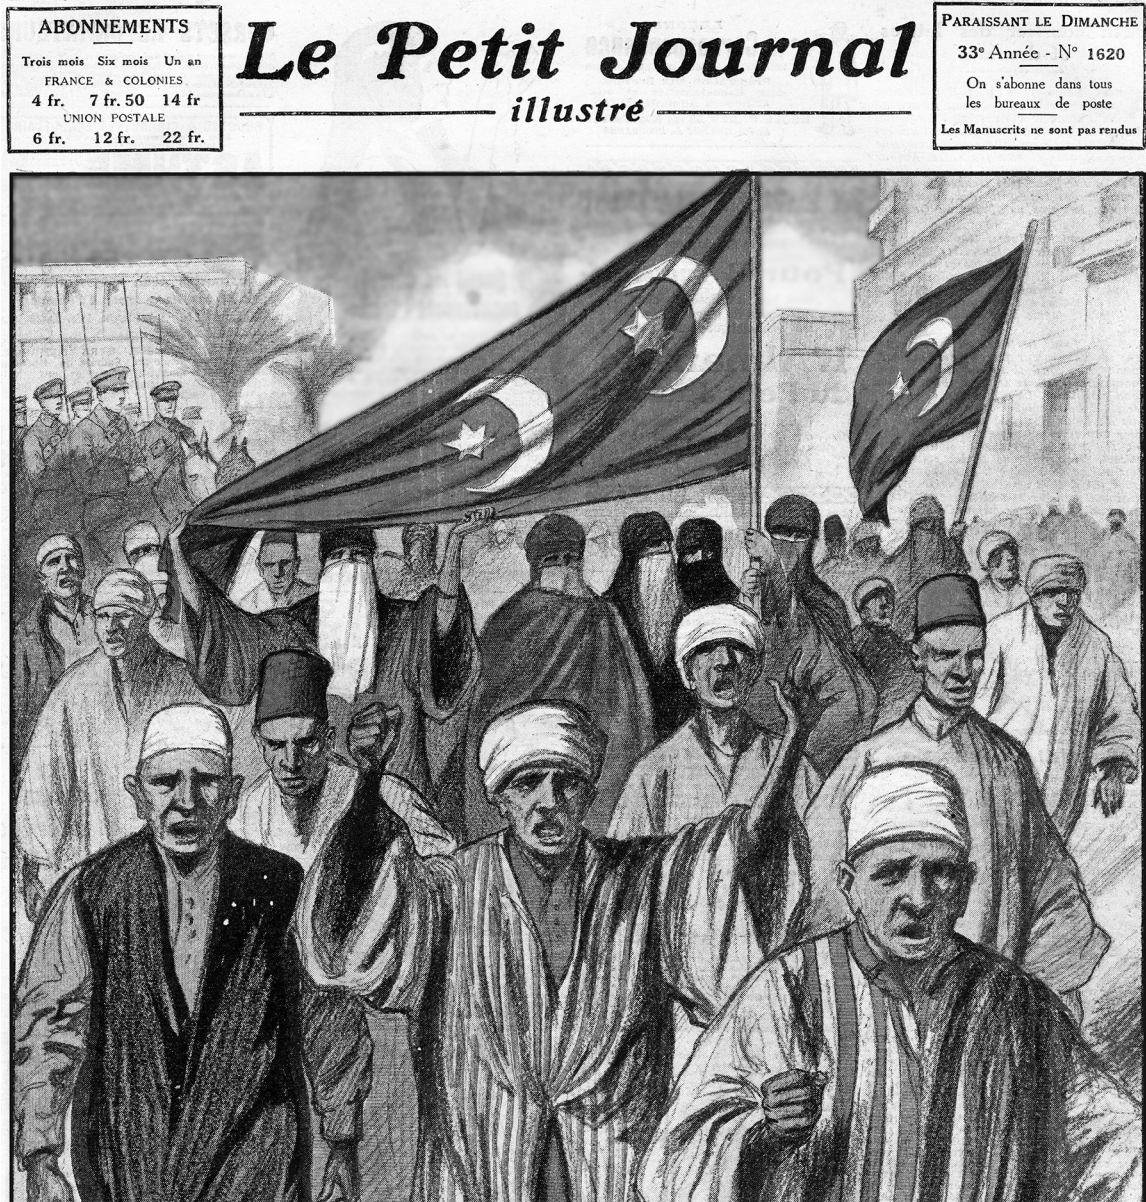 ABONNEMENTS
Trois mois Six mois Un an
FRANCE & COLONIES
4 fr. 7 fr. 50 14 fr
UNION POSTALE
6 fr. 12 fr. 22 fr.
Le Petit Journal
illustré
PARAISSANT LE DIMANCHE
33e Année - No 1620
On s'abonne dans tous
les bureaux de poste
Les Manuscrits ne sont pas rendus